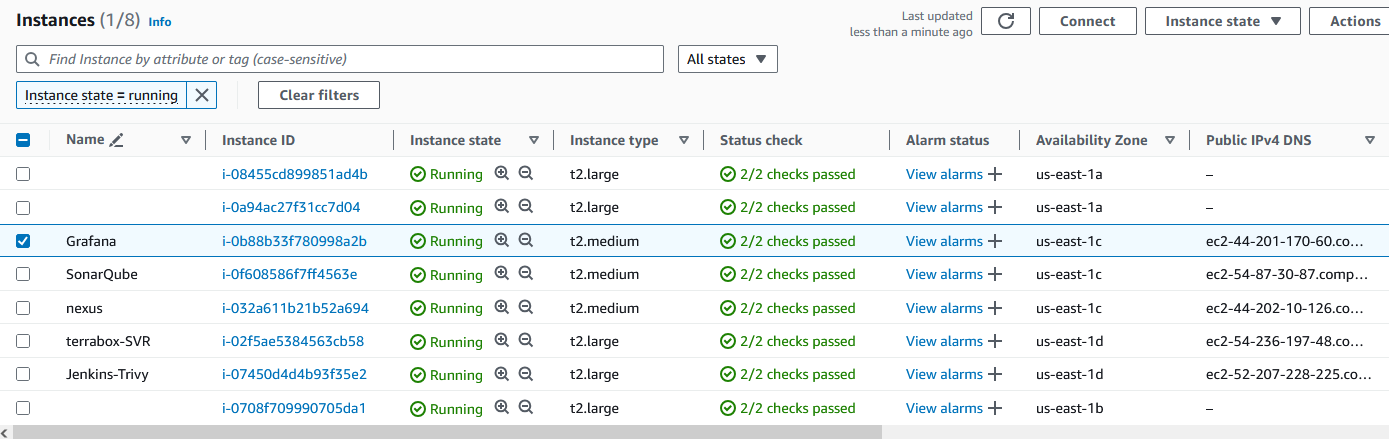 Instances (1/8) Info
Last updated
less than a minute ago
Connect
Instance state
Actions
Find Instance by attribute or tag (case-sensitive)
All states
Instance state = running
Clear filters
Name Instance ID Instance state Instance type Status check Alarm status Availability Zone Public IPv4 DNS
i-08455cd899851ad4b Running t2.large 2/2 checks passed View alarms us-east-1a –
i-0a94ac27f31cc7d04 Running t2.large 2/2 checks passed View alarms us-east-1a –
Grafana i-0b88b33f780998a2b Running t2.medium 2/2 checks passed View alarms us-east-1c ec2-44-201-170-60.co…
SonarQube i-0f608586f7ff4563e Running t2.medium 2/2 checks passed View alarms us-east-1c ec2-54-87-30-87.comp…
nexus i-032a611b21b52a694 Running t2.medium 2/2 checks passed View alarms us-east-1c ec2-44-202-10-126.co…
terrabox-SVR i-02f5ae5384563cb58 Running t2.large 2/2 checks passed View alarms us-east-1d ec2-54-236-197-48.co…
Jenkins-Trivy i-07450d4d4b93f35e2 Running t2.large 2/2 checks passed View alarms us-east-1d ec2-52-207-228-225.co…
i-0708f709990705da1 Running t2.large 2/2 checks passed View alarms us-east-1b –